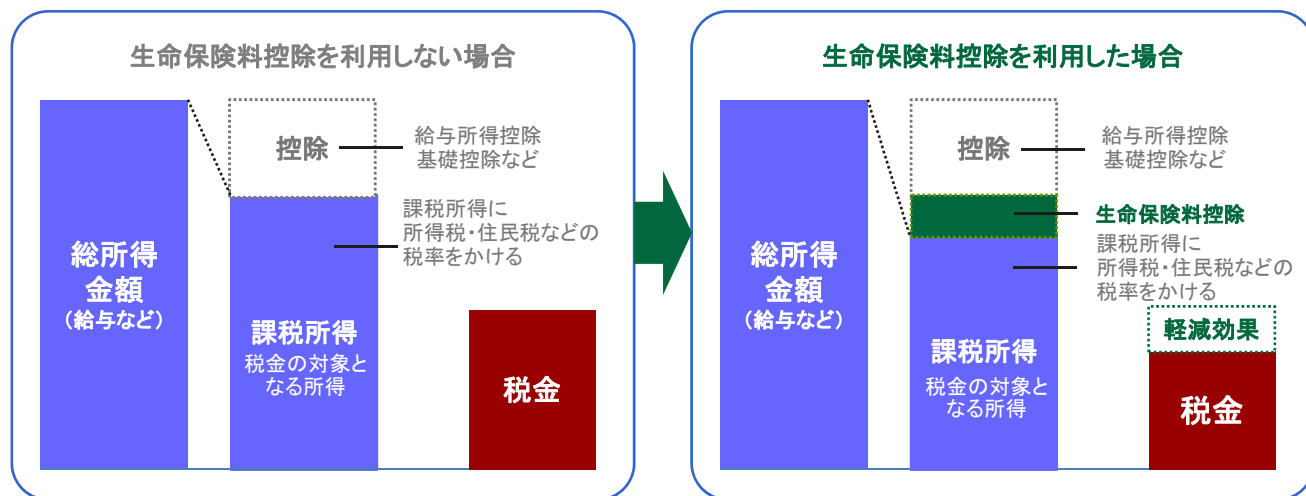 生命保険料控除を利用しない場合
総所得
金額
（給与など）
控除
給与所得控除
基礎控除など
課税所得に
所得税・住民税などの
税率をかける
課税所得
税金の対象と
なる所得
税金
生命保険料控除を利用した場合
総所得
金額
（給与など）
控除
給与所得控除
基礎控除など
生命保険料控除
課税所得に
所得税・住民税などの
税率をかける
課税所得
税金の対象と
なる所得
軽減効果
税金